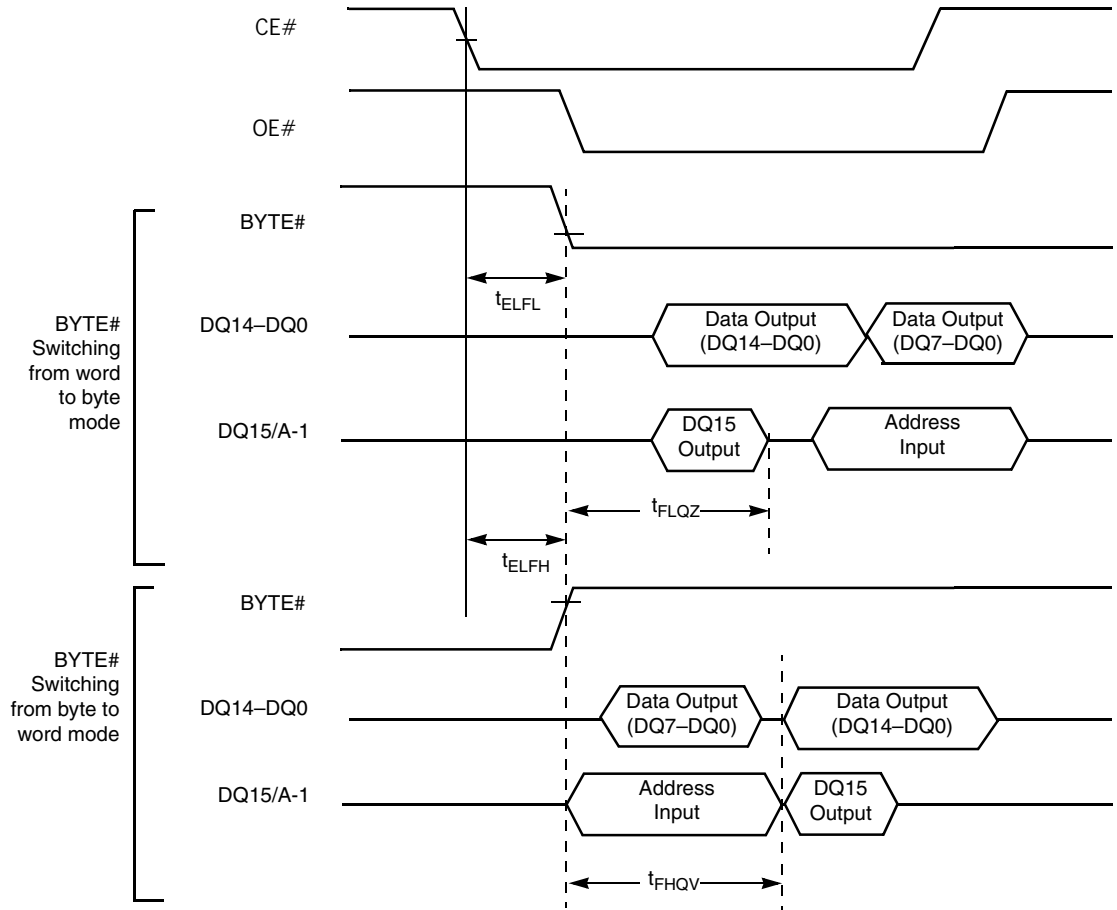 CE#
OE#
BYTE#
Switching
from word
to byte
mode
BYTE#
tELFL
DQ14–DQ0
Data Output
(DQ14–DQ0)
Data Output
(DQ7–DQ0)
DQ15/A-1
DQ15
Output
Address
Input
tFLQZ
tELFH
BYTE#
Switching
from byte to
word mode
BYTE#
DQ14–DQ0
Data Output
(DQ7–DQ0)
Data Output
(DQ14–DQ0)
DQ15/A-1
Address
Input
DQ15
Output
tFHQV